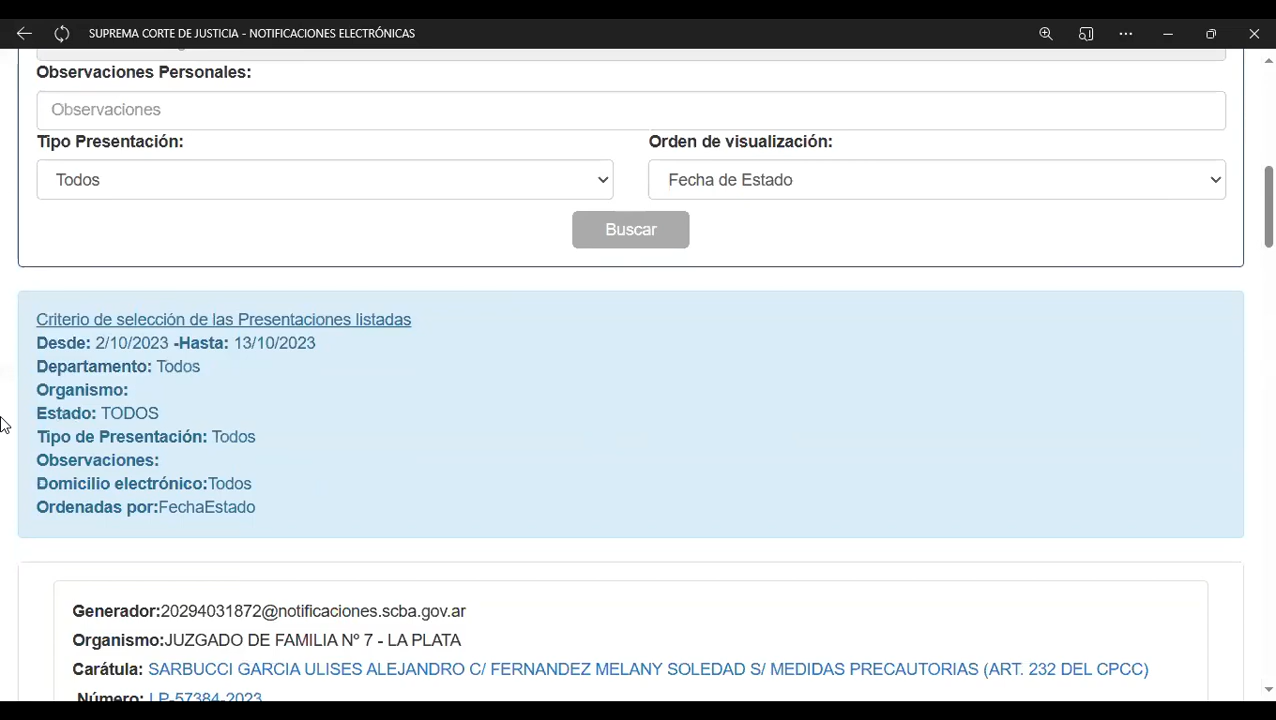 SUPREMA CORTE DE JUSTICIA - NOTIFICACIONES ELECTRÓNICAS
Observaciones Personales:
Observaciones
Tipo Presentación:
Orden de visualización:
Todos
Fecha de Estado
Buscar
Criterio de selección de las Presentaciones listadas
Desde: 2/10/2023 -Hasta: 13/10/2023
Departamento: Todos
Organismo:
Estado: TODOS
Tipo de Presentación: Todos
Observaciones:
Domicilio electrónico:Todos
Ordenadas por:FechaEstado
Generador:20294031872@notificaciones.scba.gov.ar
Organismo:JUZGADO DE FAMILIA Nº 7 - LA PLATA
Carátula: SARBUCCI GARCIA ULISES ALEJANDRO C/ FERNANDEZ MELANY SOLEDAD S/ MEDIDAS PRECAUTORIAS (ART. 232 DEL CPCC)
Número: LP-57384-2023